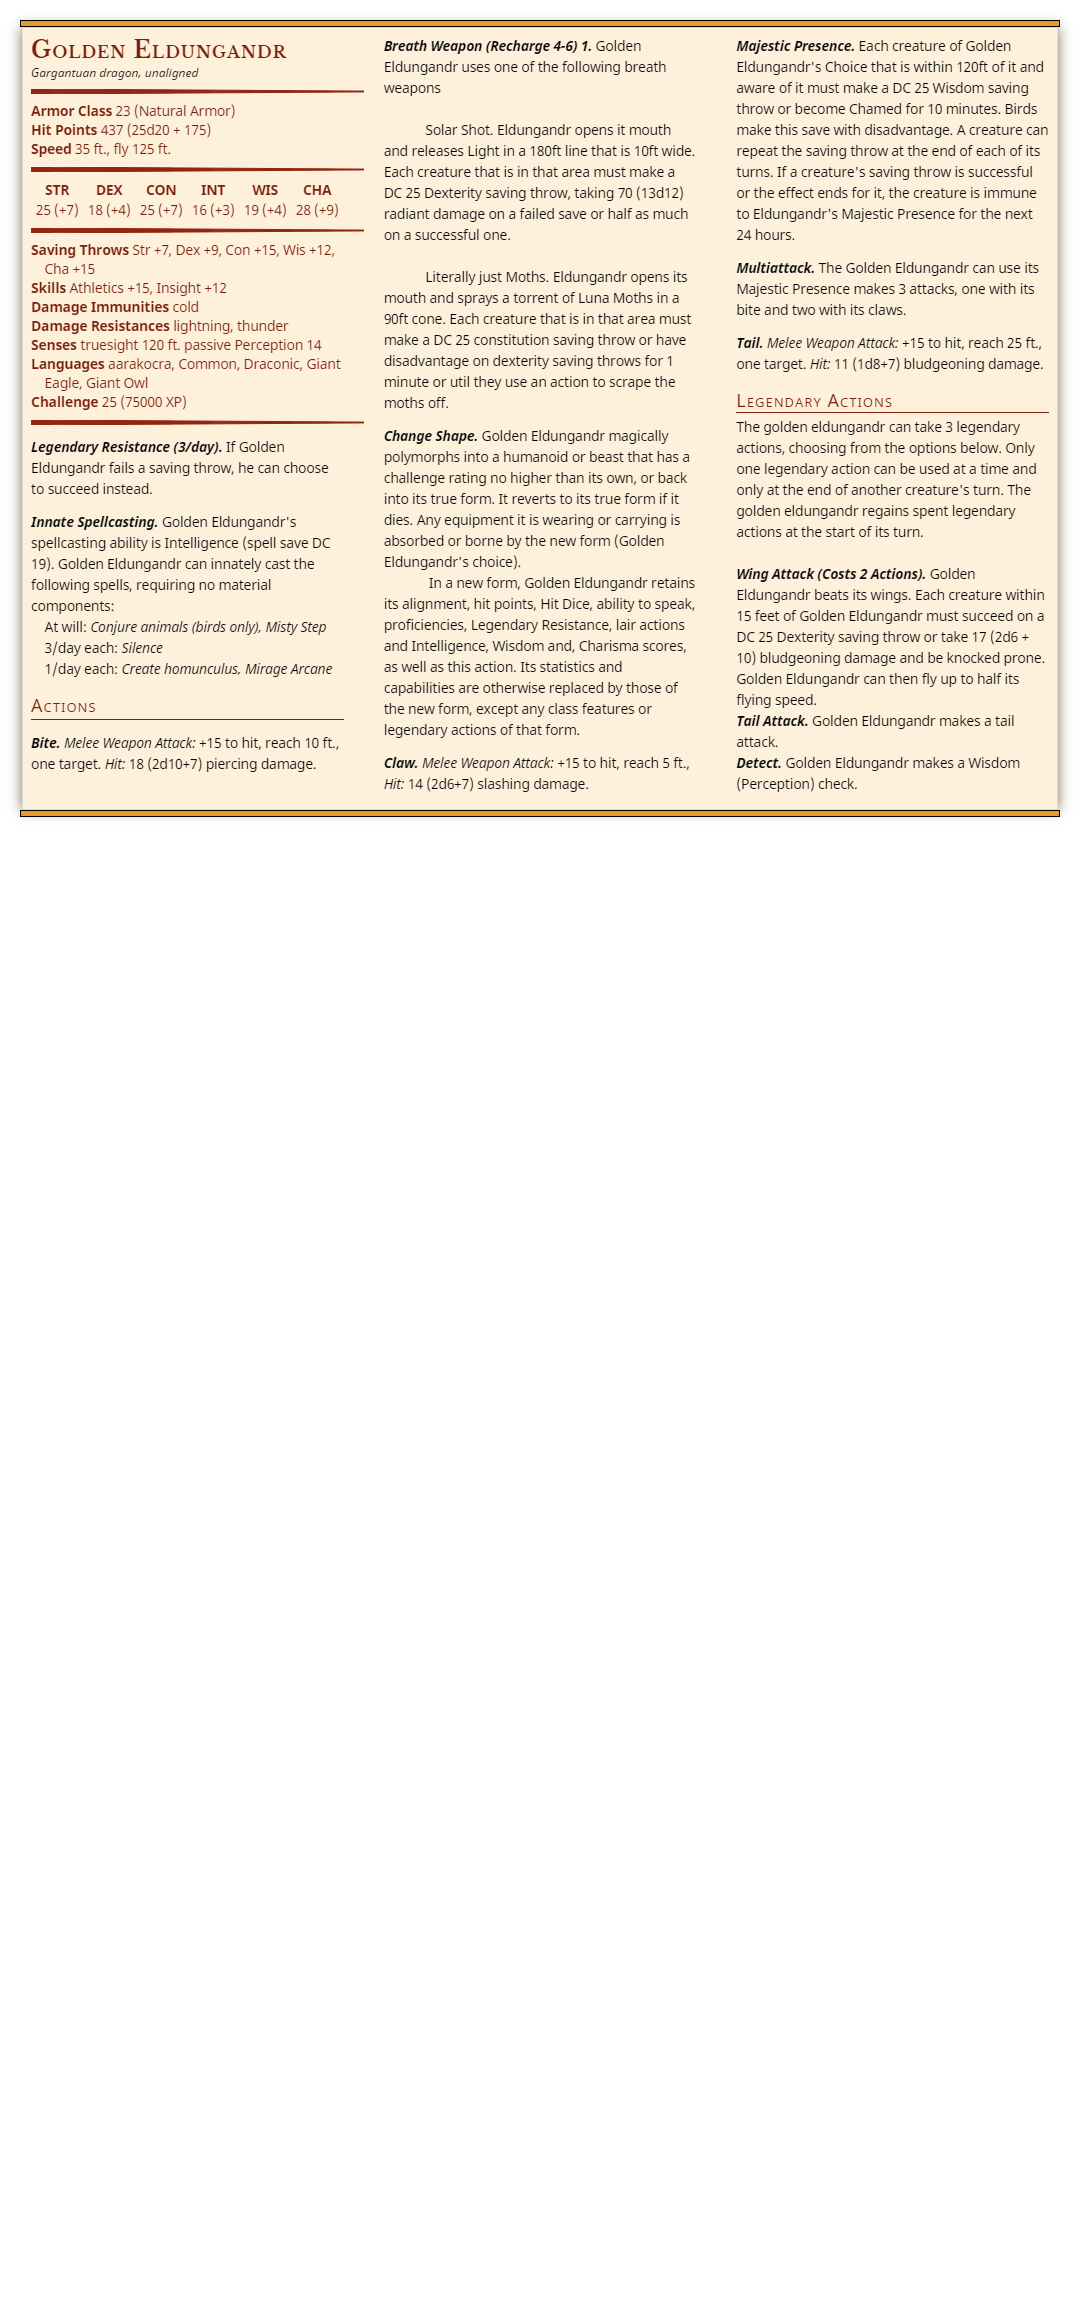 Golden Eldungandr
Gargantuan dragon, unaligned
Armor Class 23 (Natural Armor)
Hit Points 437 (25d20 + 175)
Speed 35 ft., fly 125 ft.
STR DEX CON INT WIS CHA
25 (+7) 18 (+4) 25 (+7) 16 (+3) 19 (+4) 28 (+9)
Saving Throws Str +7, Dex +9, Con +15, Wis +12,
Cha +15
Skills Athletics +15, Insight +12
Damage Immunities cold
Damage Resistances lightning, thunder
Senses truesight 120 ft. passive Perception 14
Languages aarakocra, Common, Draconic, Giant
Eagle, Giant Owl
Challenge 25 (75000 XP)
Legendary Resistance (3/day). If Golden
Eldungandr fails a saving throw, he can choose
to succeed instead.
Innate Spellcasting. Golden Eldungandr's
spellcasting ability is Intelligence (spell save DC
19). Golden Eldungandr can innately cast the
following spells, requiring no material
components:
At will: Conjure animals (birds only), Misty Step
3/day each: Silence
1/day each: Create homunculus, Mirage Arcane
Actions
Bite. Melee Weapon Attack: +15 to hit, reach 10 ft.,
one target. Hit: 18 (2d10+7) piercing damage.
Breath Weapon (Recharge 4-6) 1. Golden
Eldungandr uses one of the following breath
weapons
Solar Shot. Eldungandr opens it mouth
and releases Light in a 180ft line that is 10ft wide.
Each creature that is in that area must make a
DC 25 Dexterity saving throw, taking 70 (13d12)
radiant damage on a failed save or half as much
on a successful one.
Literally just Moths. Eldungandr opens its
mouth and sprays a torrent of Luna Moths in a
90ft cone. Each creature that is in that area must
make a DC 25 constitution saving throw or have
disadvantage on dexterity saving throws for 1
minute or util they use an action to scrape the
moths off.
Change Shape. Golden Eldungandr magically
polymorphs into a humanoid or beast that has a
challenge rating no higher than its own, or back
into its true form. It reverts to its true form if it
dies. Any equipment it is wearing or carrying is
absorbed or borne by the new form (Golden
Eldungandr's choice).
In a new form, Golden Eldungandr retains
its alignment, hit points, Hit Dice, ability to speak,
proficiencies, Legendary Resistance, lair actions
and Intelligence, Wisdom and, Charisma scores,
as well as this action. Its statistics and
capabilities are otherwise replaced by those of
the new form, except any class features or
legendary actions of that form.
Claw. Melee Weapon Attack: +15 to hit, reach 5 ft.,
Hit: 14 (2d6+7) slashing damage.
Majestic Presence. Each creature of Golden
Eldungandr's Choice that is within 120ft of it and
aware of it must make a DC 25 Wisdom saving
throw or become Chamed for 10 minutes. Birds
make this save with disadvantage. A creature can
repeat the saving throw at the end of each of its
turns. If a creature's saving throw is successful
or the effect ends for it, the creature is immune
to Eldungandr's Majestic Presence for the next
24 hours.
Multiattack. The Golden Eldungandr can use its
Majestic Presence makes 3 attacks, one with its
bite and two with its claws.
Tail. Melee Weapon Attack: +15 to hit, reach 25 ft.,
one target. Hit: 11 (1d8+7) bludgeoning damage.
Legendary Actions
The golden eldungandr can take 3 legendary
actions, choosing from the options below. Only
one legendary action can be used at a time and
only at the end of another creature's turn. The
golden eldungandr regains spent legendary
actions at the start of its turn.
Wing Attack (Costs 2 Actions). Golden
Eldungandr beats its wings. Each creature within
15 feet of Golden Eldungandr must succeed on a
DC 25 Dexterity saving throw or take 17 (2d6 +
10) bludgeoning damage and be knocked prone.
Golden Eldungandr can then fly up to half its
flying speed.
Tail Attack. Golden Eldungandr makes a tail
attack.
Detect. Golden Eldungandr makes a Wisdom
(Perception) check.